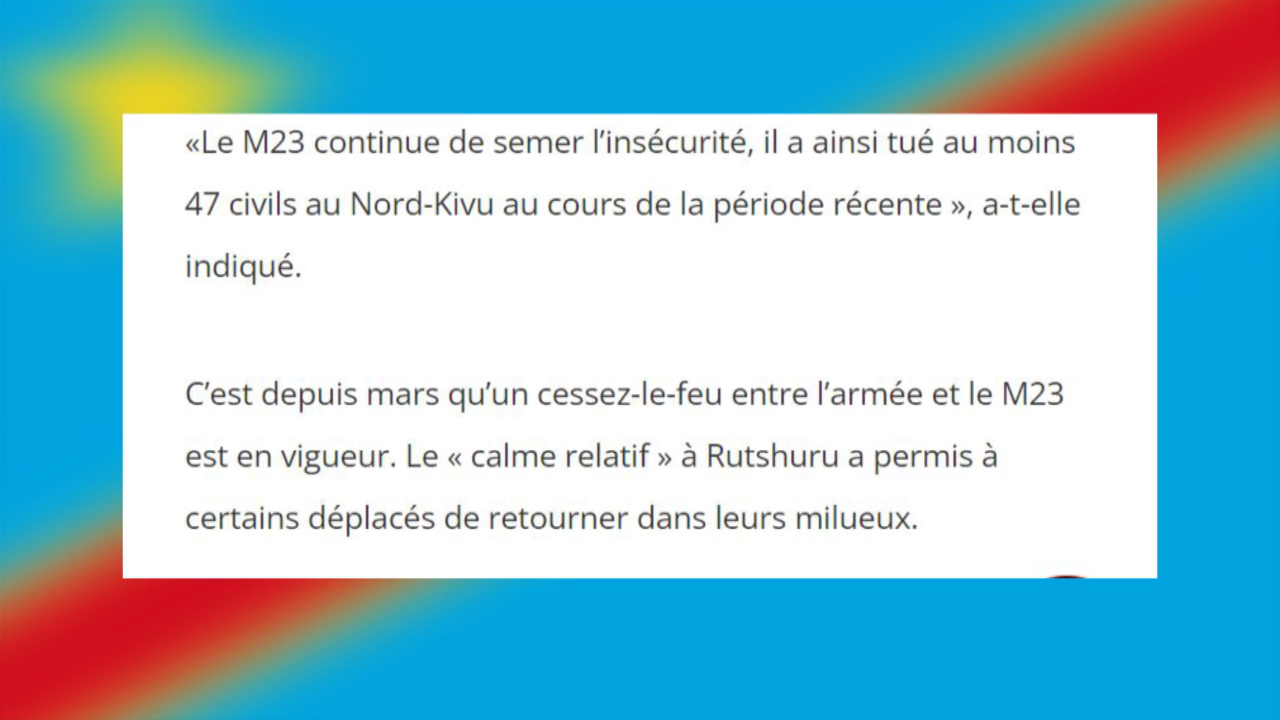 «Le M23 continue de semer l’insécurité, il a ainsi tué au moins
47 civils au Nord-Kivu au cours de la période récente », a-t-elle
indiqué.
C’est depuis mars qu’un cessez-le-feu entre l’armée et le M23
est en vigueur. Le « calme relatif » à Rutshuru a permis à
certains déplacés de retourner dans leurs milueux.